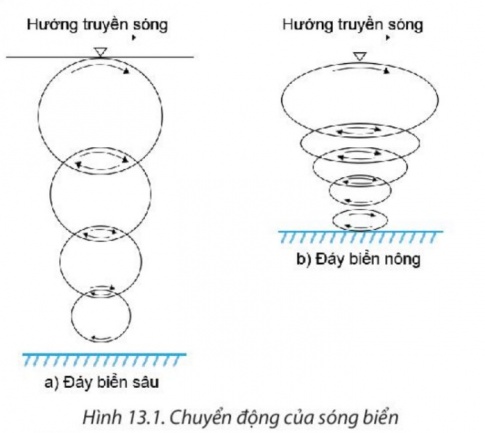 Hướng truyền sóng
Hướng truyền sóng
b) Đáy biển nông
a) Đáy biển sâu
Hình 13.1. Chuyển động của sóng biển